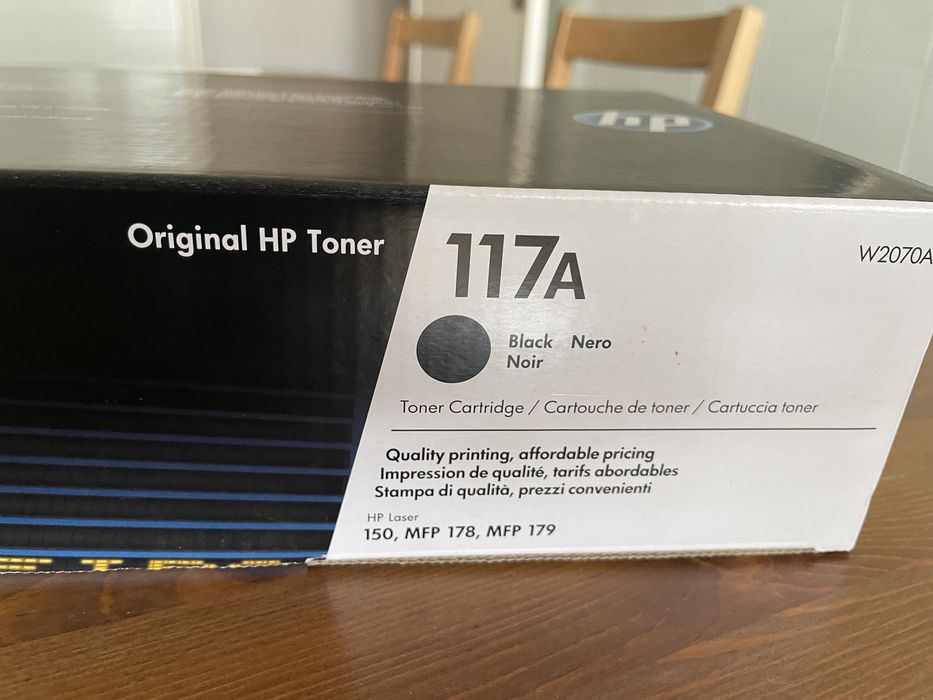 hp
Original HP Toner
117A
W2070A
Black Nero
Noir
Toner Cartridge / Cartouche de toner / Cartuccia toner
Quality printing, affordable pricing
Impression de qualité, tarifs abordables
Stampa di qualità, prezzi convenienti
HP Laser
150, MFP 178, MFP 179